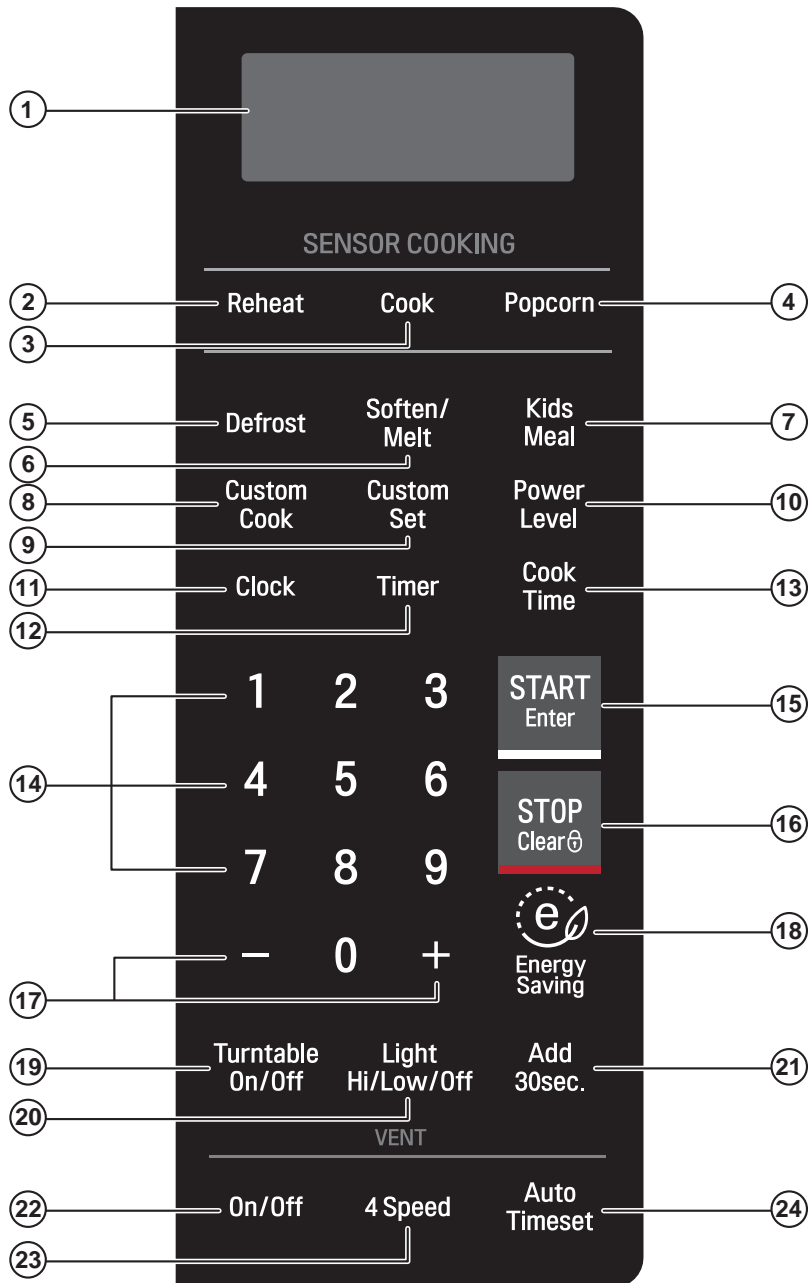 1
SENSOR COOKING
2 Reheat Cook Popcorn 4
3
5 Defrost Soften/ Melt Kids Meal 7
6
8 Custom Cook Custom Set Power Level 10
9
11 Clock Timer Cook Time 13
12
1 2 3 START Enter 15
14 4 5 6 STOP Clear 16
7 8 9
e
Energy Saving 18
17 – 0 +
19 Turntable On/Off Light Hi/Low/Off Add 30sec. 21
20
VENT
22 On/Off 4 Speed Auto Timeset 24
23